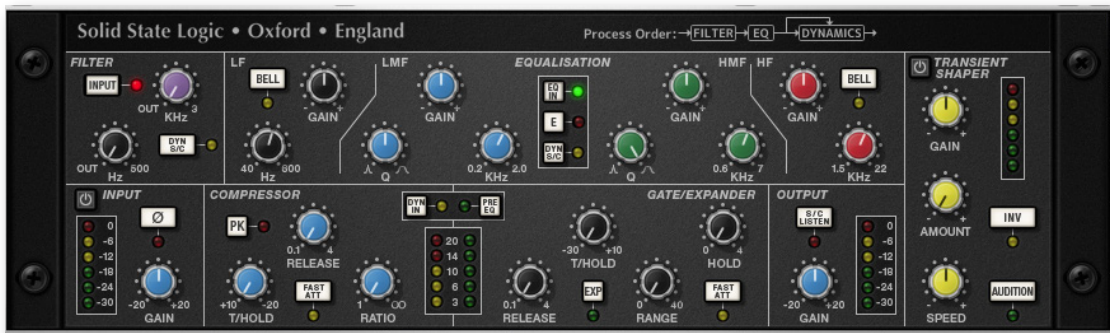 Solid State Logic • Oxford • England
Process Order: FILTER EQ DYNAMICS
FILTER
INPUT
OUT 3
KHz
OUT 500
Hz
DYN S/C
LF
BELL
GAIN
- +
40 600
Hz
LMF
GAIN
- +
Q
0.2 2.0
KHz
EQUALISATION
EQ IN
E
DYN S/C
HMF
GAIN
- +
Q
0.6 7
KHz
HF
GAIN
- +
BELL
1.5 22
KHz
TRANSIENT SHAPER
GAIN
- +
AMOUNT
- +
INV
SPEED
- +
AUDITION
INPUT
Ø
0
-6
-12
-18
-24
-30
-20 +20
GAIN
COMPRESSOR
PK
0.1 4
RELEASE
+10 -20
T/HOLD
FAST ATT
1 ∞
RATIO
DYN IN
PRE EQ
20
14
10
6
3
GATE/EXPANDER
-30 +10
T/HOLD
0 4
HOLD
0.1 4
RELEASE
EXP
0 40
RANGE
FAST ATT
OUTPUT
S/C LISTEN
0
-6
-12
-18
-24
-30
-20 +20
GAIN